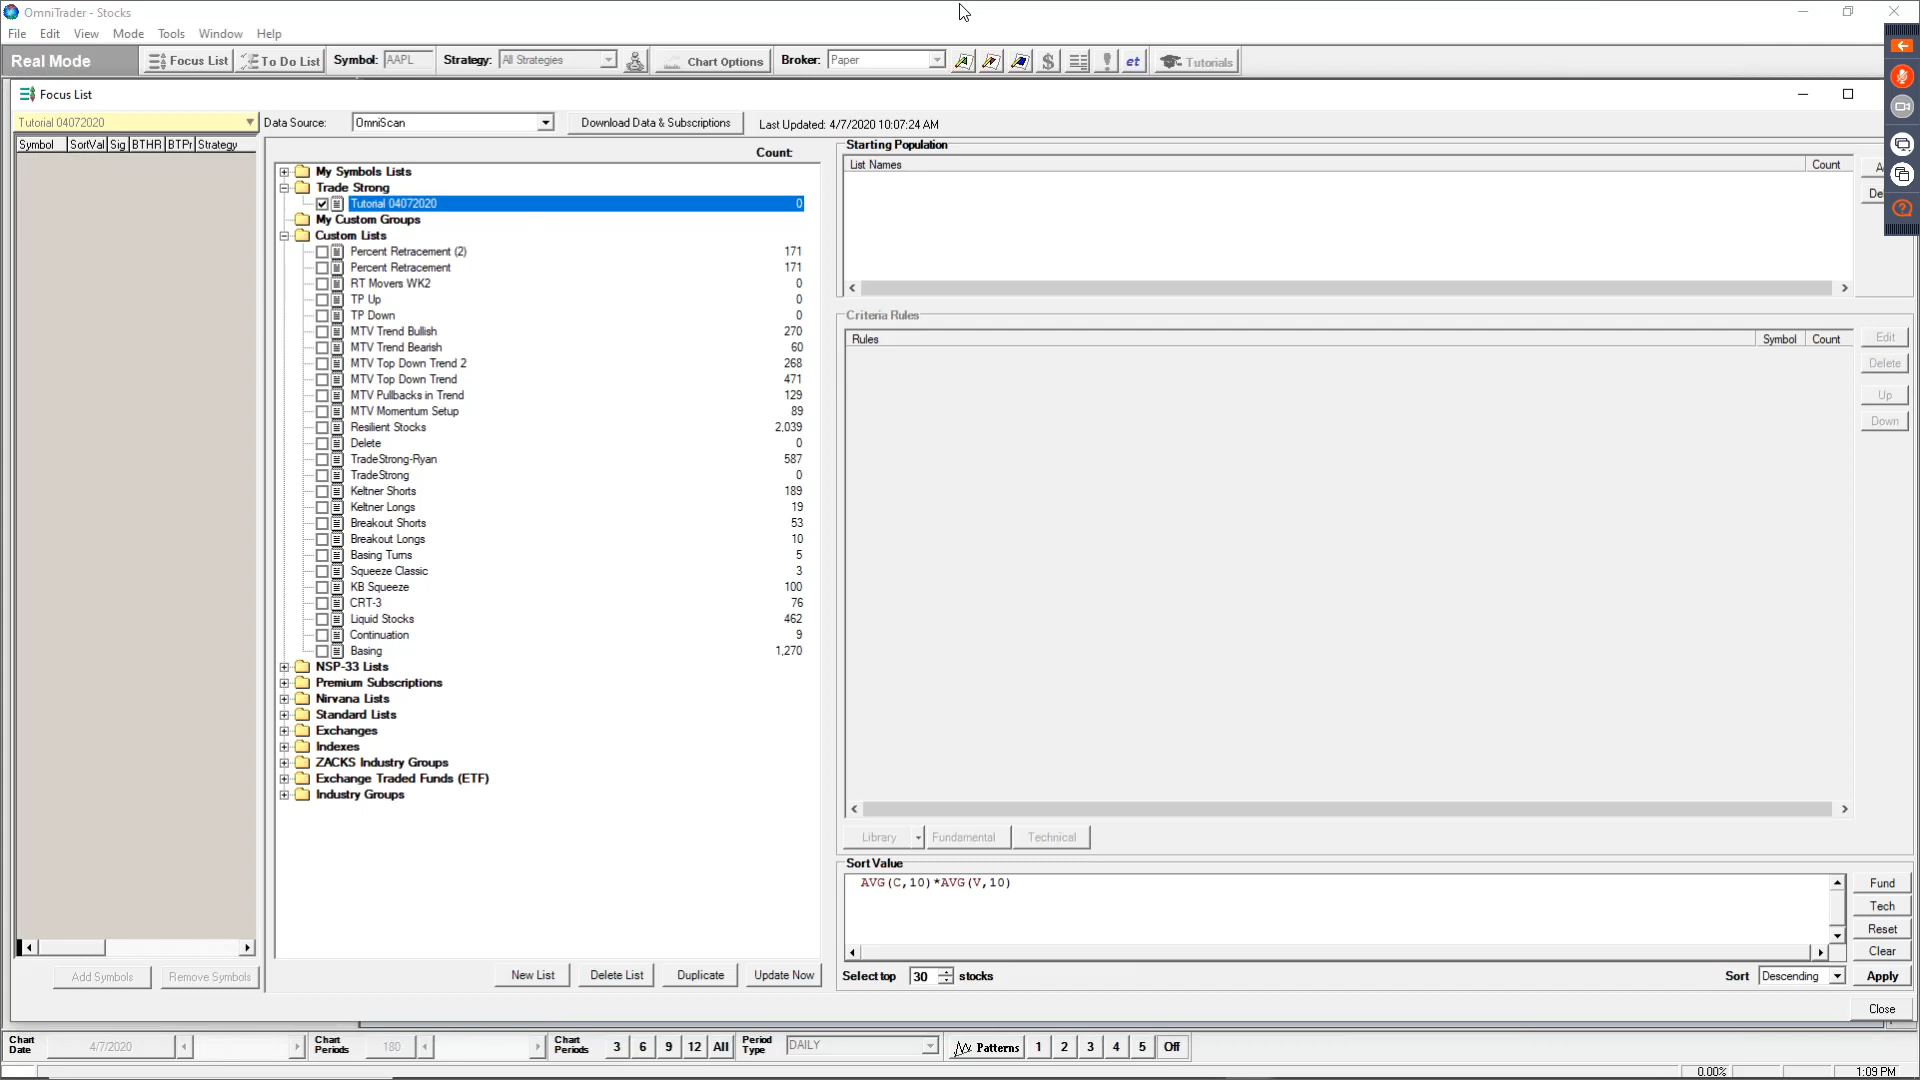 OmniTrader - Stocks
File Edit View Mode Tools Window Help
Real Mode Focus List To Do List Symbol: AAPL Strategy: All Strategies Chart Options Broker: Paper $ ! et Tutorials
Focus List
Tutorial 04072020 Data Source: OmniScan Download Data & Subscriptions Last Updated: 4/7/2020 10:07:24 AM
Symbol SortVal Sig BTHR BTPr Strategy
Count:
My Symbols Lists
Trade Strong
Tutorial 04072020 0
My Custom Groups
Custom Lists
Percent Retracement (2) 171
Percent Retracement 171
RT Movers WK2 0
TP Up 0
TP Down 0
MTV Trend Bullish 270
MTV Trend Bearish 60
MTV Top Down Trend 2 268
MTV Top Down Trend 471
MTV Pullbacks in Trend 129
MTV Momentum Setup 89
Resilient Stocks 2,039
Delete 0
TradeStrong-Ryan 587
TradeStrong 0
Keltner Shorts 189
Keltner Longs 19
Breakout Shorts 53
Breakout Longs 10
Basing Turns 5
Squeeze Classic 3
KB Squeeze 100
CRT-3 76
Liquid Stocks 462
Continuation 9
Basing 1,270
NSP-33 Lists
Premium Subscriptions
Nirvana Lists
Standard Lists
Exchanges
Indexes
ZACKS Industry Groups
Exchange Traded Funds (ETF)
Industry Groups
Add Symbols Remove Symbols
New List Delete List Duplicate Update Now
Starting Population
List Names Count
De
Criteria Rules
Rules Symbol Count
Edit
Delete
Up
Down
Library Fundamental Technical
Sort Value
AVG(C,10)*AVG(V,10)
Fund
Tech
Reset
Clear
Select top 30 stocks Sort Descending Apply
Close
Chart Date 4/7/2020 Chart Periods 180 Chart Periods 3 6 9 12 All Period Type DAILY Patterns 1 2 3 4 5 Off
0.00% 1:09 PM